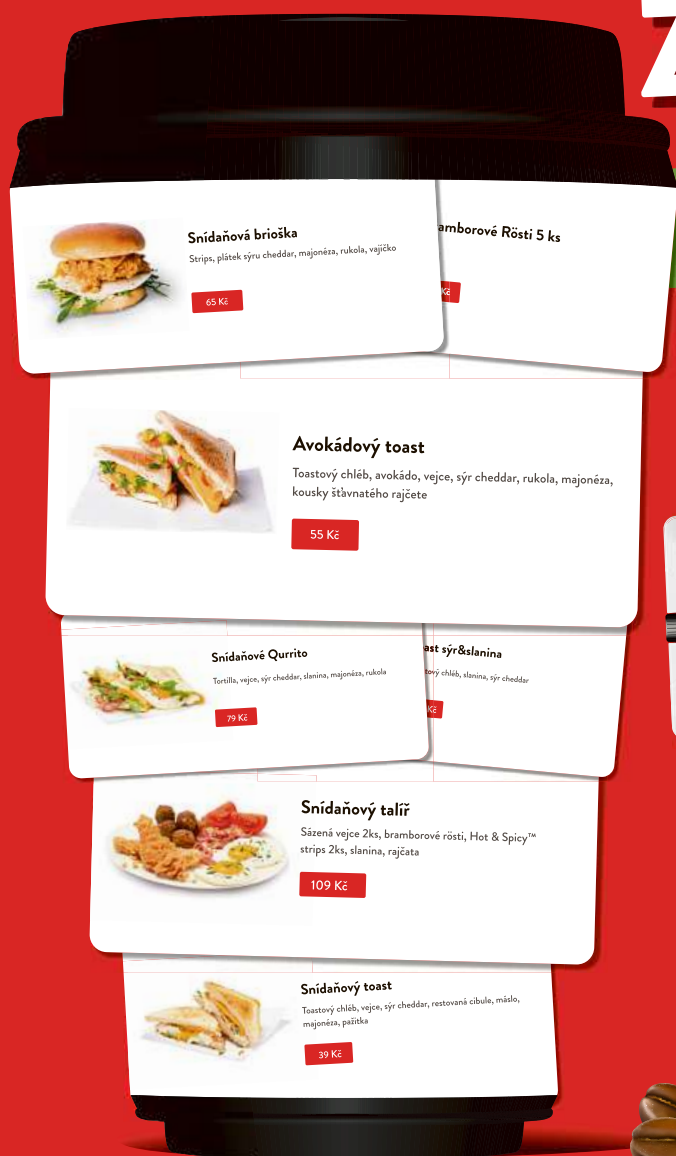 Snídaňová brioška
Strips, plátek sýru cheddar, majonéza, rukola, vajíčko
65 Kč
amborové Rösti 5 ks
Kč
Avokádový toast
Toastový chléb, avokádo, vejce, sýr cheddar, rukola, majonéza,
kousky šťavnatého rajčete
55 Kč
Snídaňové Qurrito
Tortilla, vejce, sýr cheddar, slanina, majonéza, rukola
79 Kč
ast sýr&slanina
tový chléb, slanina, sýr cheddar
Kč
Snídaňový talíř
Sázená vejce 2ks, bramborové rösti, Hot & Spicy™
strips 2ks, slanina, rajčata
109 Kč
Snídaňový toast
Toastový chléb, vejce, sýr cheddar, restovaná cibule, máslo,
majonéza, pažitka
39 Kč